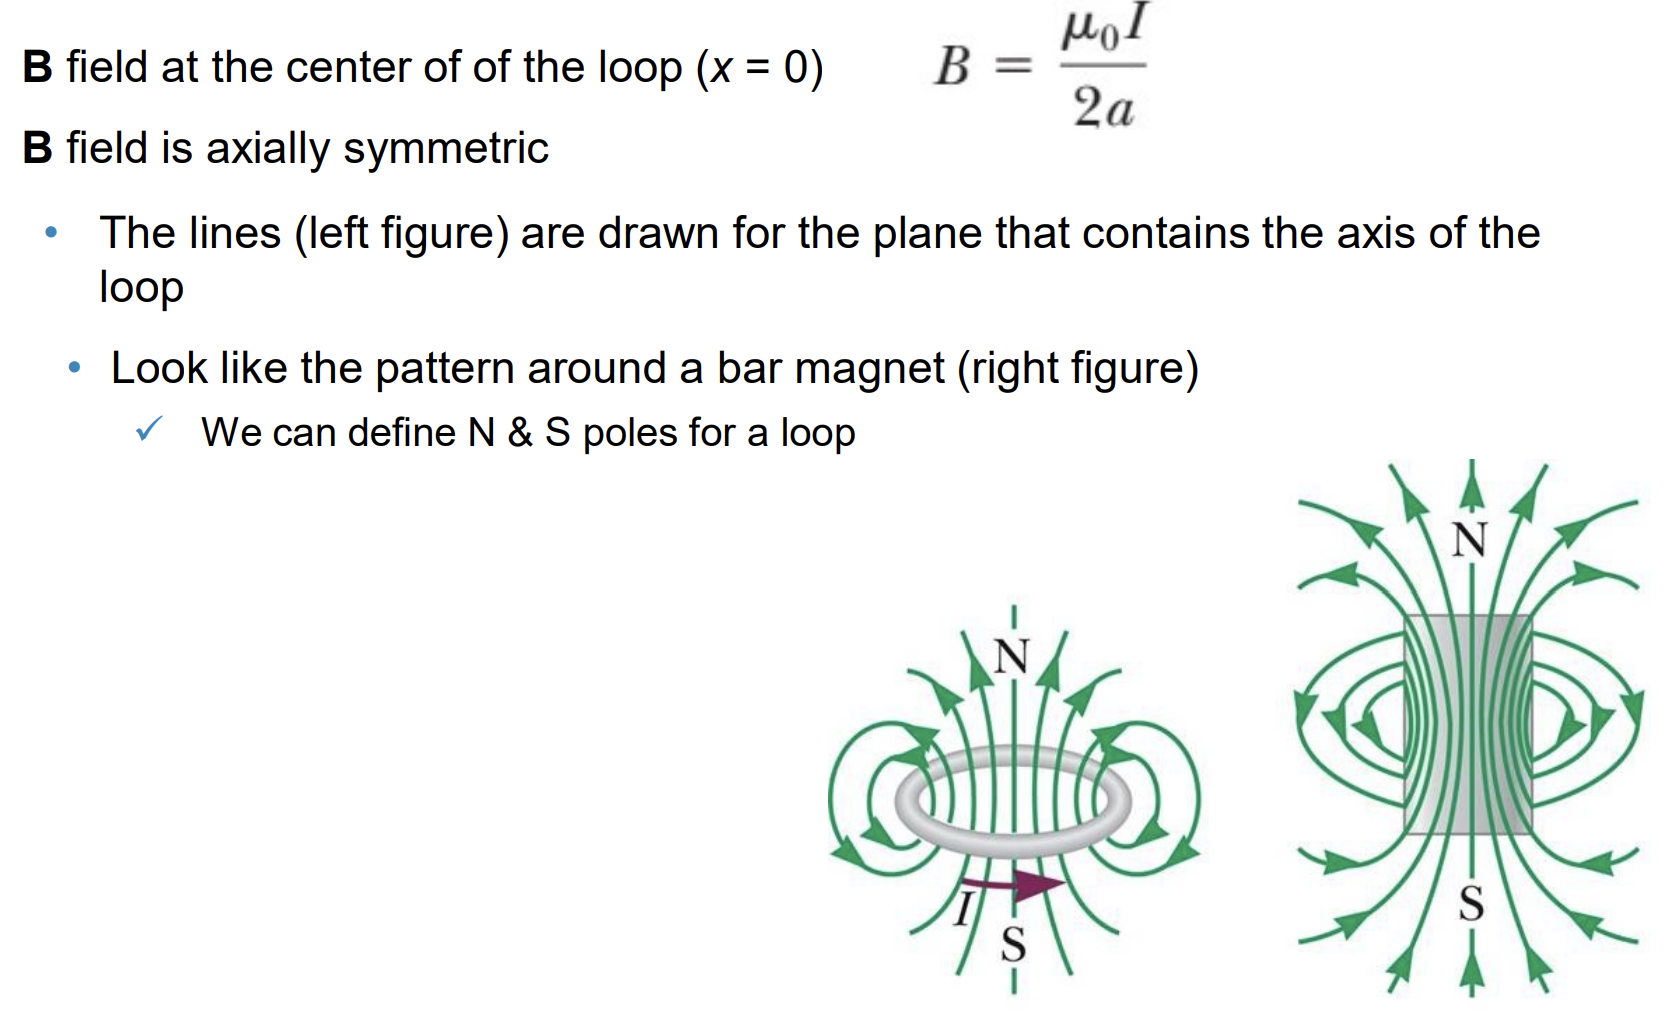 B field at the center of of the loop (x = 0)
B = μ₀I / 2a
B field is axially symmetric
• The lines (left figure) are drawn for the plane that contains the axis of the
loop
• Look like the pattern around a bar magnet (right figure)
✓ We can define N & S poles for a loop
N
I
S
N
S